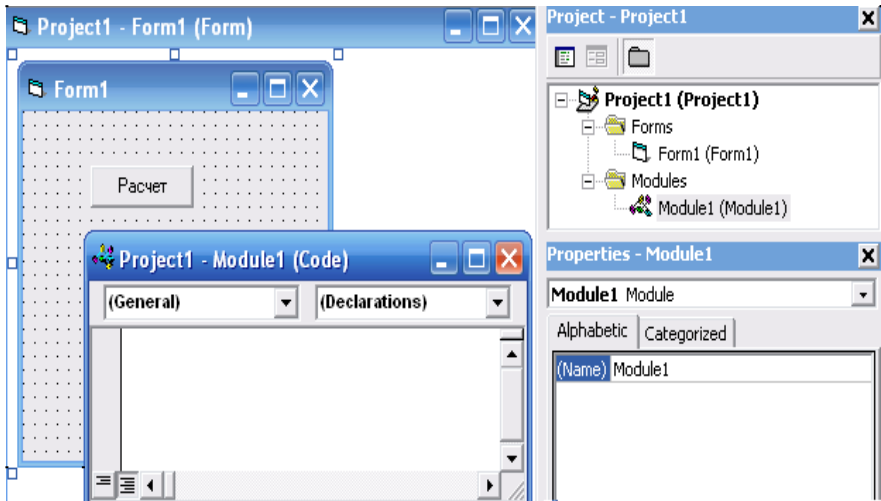 Project1 - Form1 (Form)
Form1
Расчет
Project1 - Module1 (Code)
(General)
(Declarations)
Project - Project1
Project1 (Project1)
Forms
Form1 (Form1)
Modules
Module1 (Module1)
Properties - Module1
Module1 Module
Alphabetic
Categorized
(Name) Module1